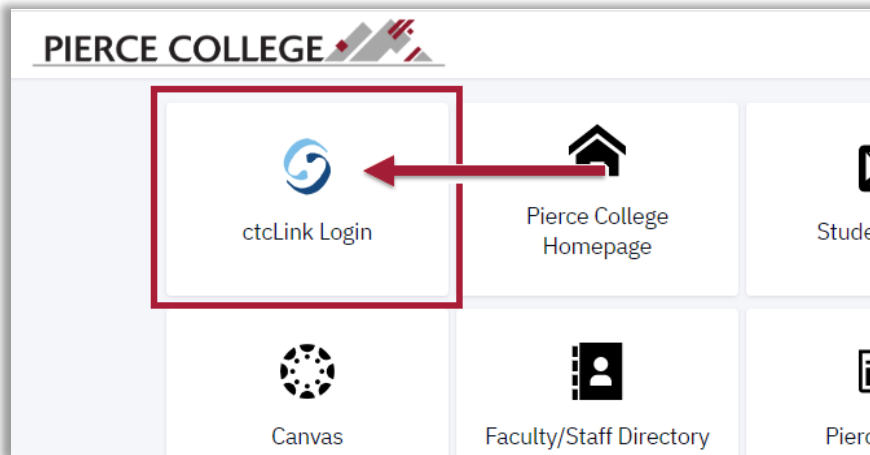 PIERCE COLLEGE
ctcLink Login
Pierce College
Homepage
Canvas
Faculty/Staff Directory